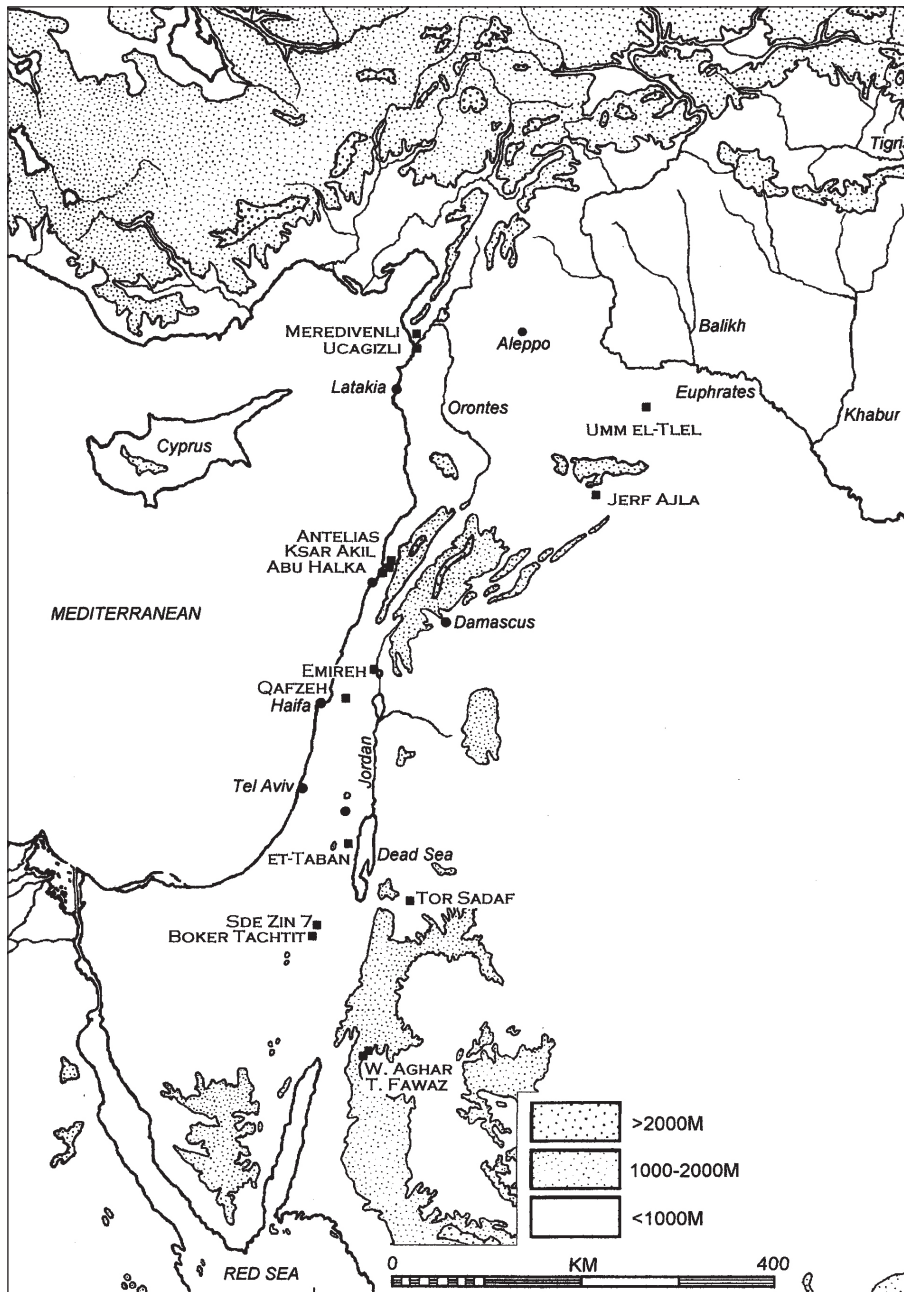 Tigri
Balikh
MEREDIVENLI
UCAGIZLI
Aleppo
Latakia
Orontes
Euphrates
Khabur
UMM EL-TLEL
Cyprus
JERF AJLA
ANTELIAS
KSAR AKIL
ABU HALKA
MEDITERRANEAN
Damascus
EMIREH
QAFZEH
Haifa
Jordan
Tel Aviv
ET-TABAN
Dead Sea
TOR SADAF
SDE ZIN 7
BOKER TACHTIT
W. AGHAR
T. FAWAZ
>2000M
1000-2000M
<1000M
RED SEA
0 KM 400